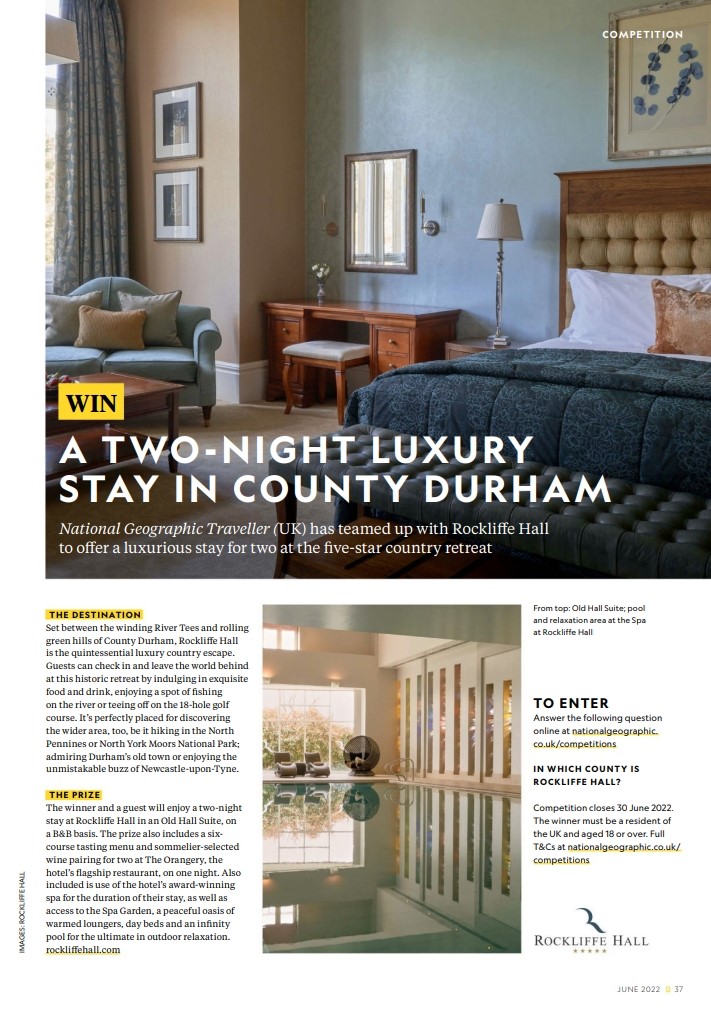 COMPETITION
WIN
A TWO-NIGHT LUXURY
STAY IN COUNTY DURHAM
National Geographic Traveller (UK) has teamed up with Rockliffe Hall
to offer a luxurious stay for two at the five-star country retreat
THE DESTINATION
Set between the winding River Tees and rolling
green hills of County Durham, Rockliffe Hall
is the quintessential luxury country escape.
Guests can check in and leave the world behind
at this historic retreat by indulging in exquisite
food and drink, enjoying a spot of fishing
on the river or teeing off on the 18-hole golf
course. It's perfectly placed for discovering
the wider area, too, be it hiking in the North
Pennines or North York Moors National Park;
admiring Durham's old town or enjoying the
unmistakable buzz of Newcastle-upon-Tyne.
THE PRIZE
The winner and a guest will enjoy a two-night
stay at Rockliffe Hall in an Old Hall Suite, on
a B&B basis. The prize also includes a six-
course tasting menu and sommelier-selected
wine pairing for two at The Orangery, the
hotel's flagship restaurant, on one night. Also
included is use of the hotel's award-winning
spa for the duration of their stay, as well as
access to the Spa Garden, a peaceful oasis of
warmed loungers, day beds and an infinity
pool for the ultimate in outdoor relaxation.
rockliffehall.com
IMAGES: ROCKLIFFE HALL
From top: Old Hall Suite; pool
and relaxation area at the Spa
at Rockliffe Hall
TO ENTER
Answer the following question
online at nationalgeographic.
co.uk/competitions
IN WHICH COUNTY IS
ROCKLIFFE HALL?
Competition closes 30 June 2022.
The winner must be a resident of
the UK and aged 18 or over. Full
T&Cs at nationalgeographic.co.uk/
competitions
ROCKLIFFE HALL
JUNE 2022 37